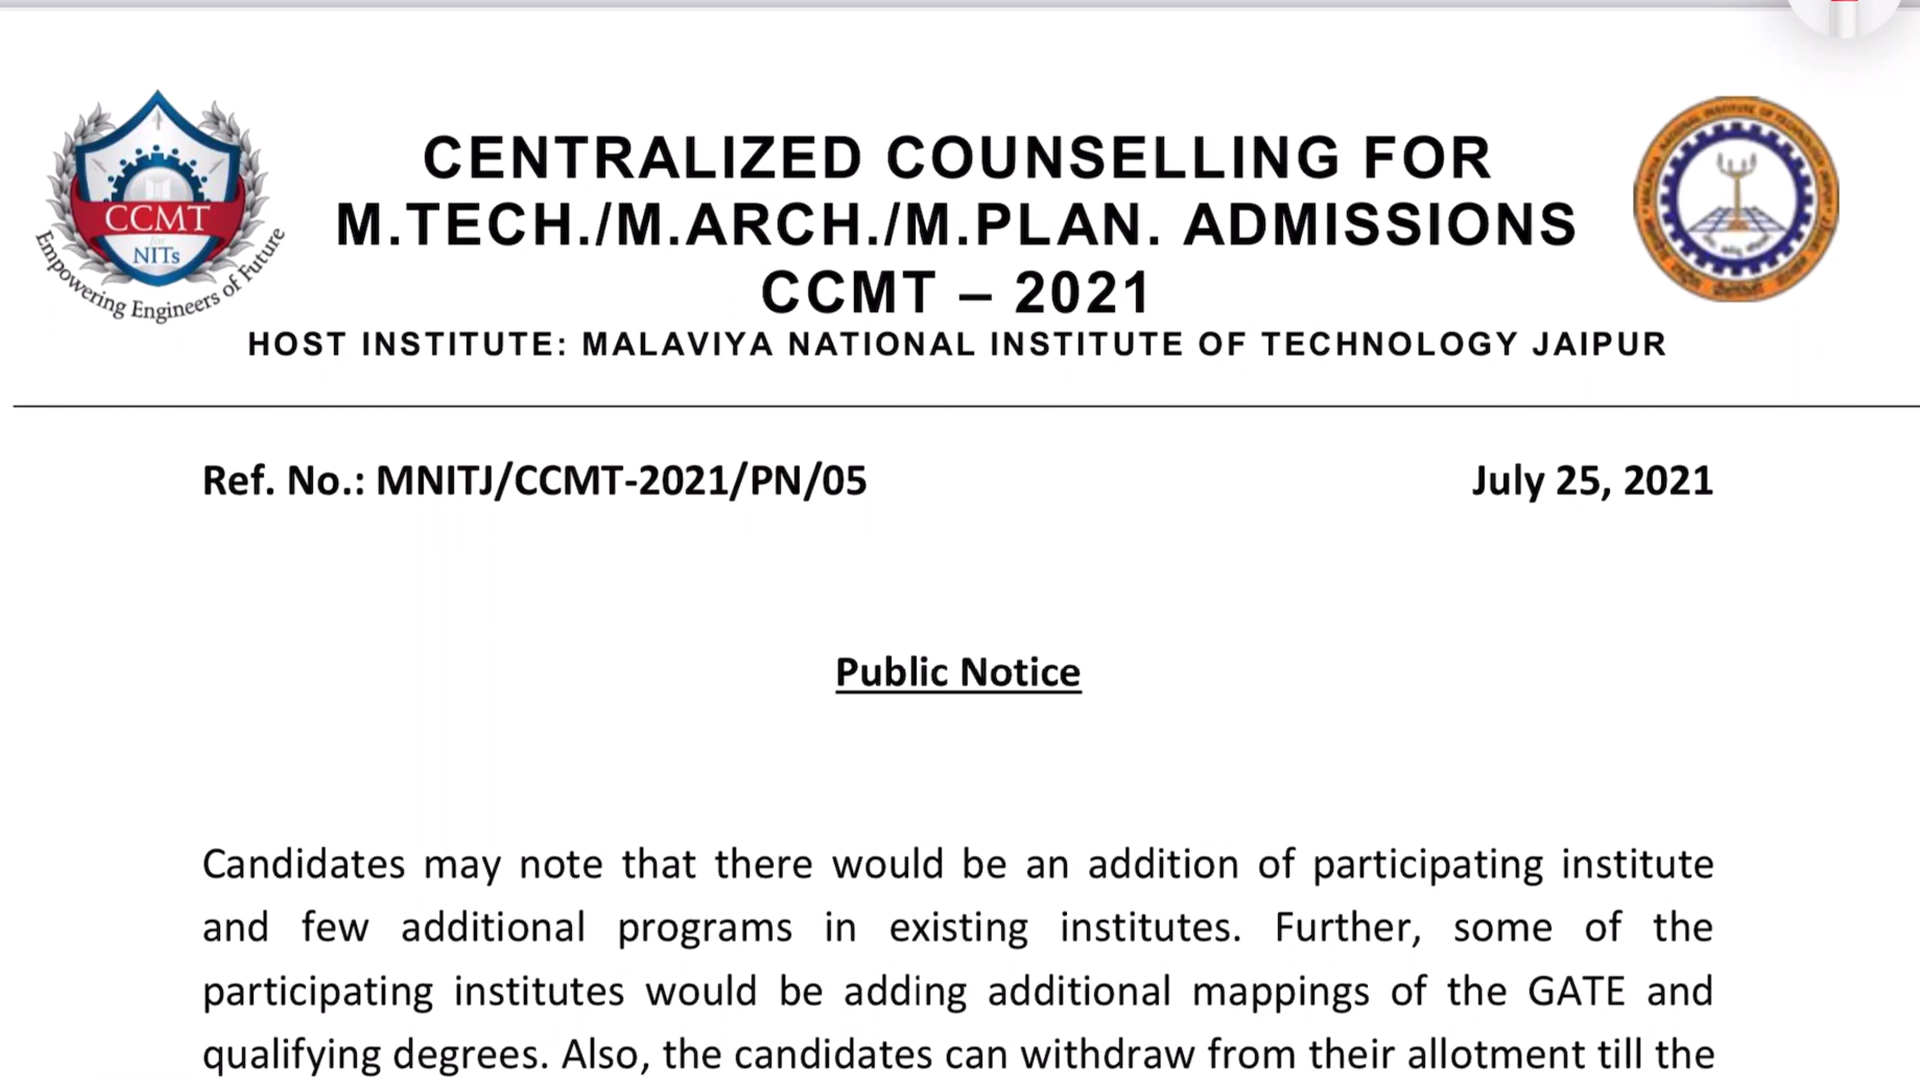 CCMT
for
NITs
Empowering Engineers of Future
CENTRALIZED COUNSELLING FOR
M.TECH./M.ARCH./M.PLAN. ADMISSIONS
CCMT – 2021
HOST INSTITUTE: MALAVIYA NATIONAL INSTITUTE OF TECHNOLOGY JAIPUR
Ref. No.: MNITJ/CCMT-2021/PN/05 July 25, 2021
Public Notice
Candidates may note that there would be an addition of participating institute
and few additional programs in existing institutes. Further, some of the
participating institutes would be adding additional mappings of the GATE and
qualifying degrees. Also, the candidates can withdraw from their allotment till the